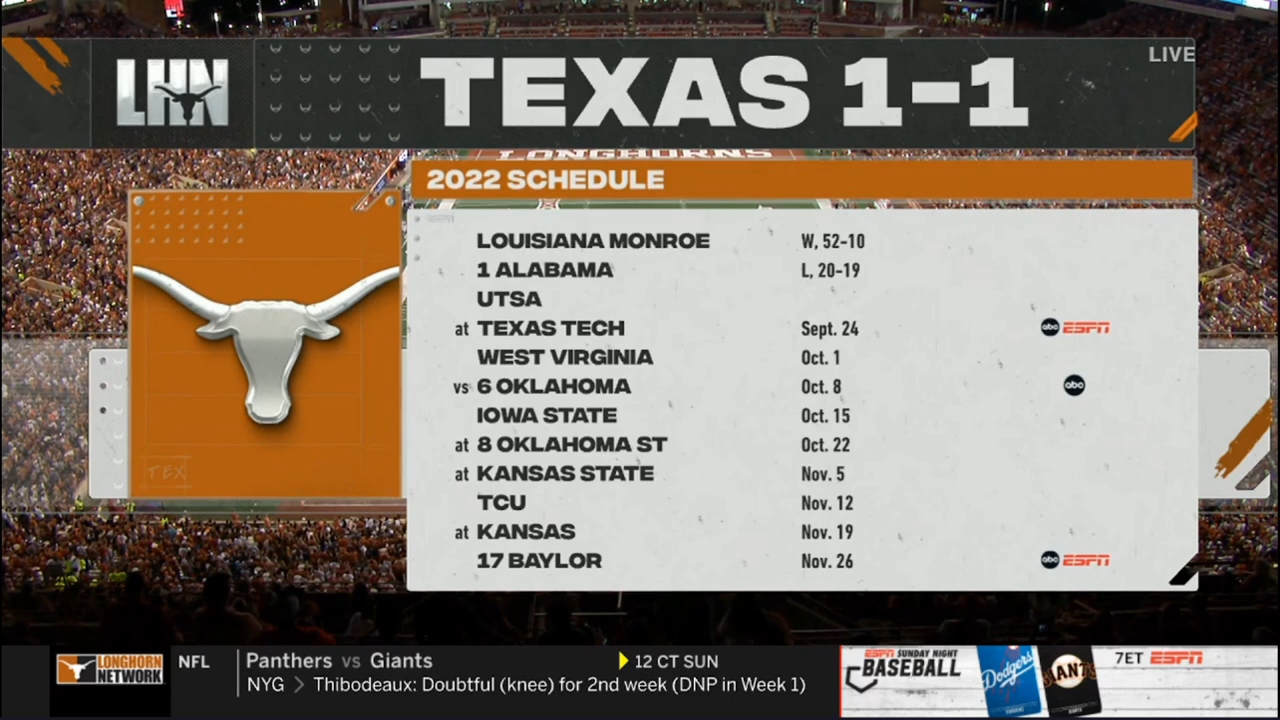 LHN
TEXAS 1-1
LIVE
LONGHORNS
2022 SCHEDULE
ESPN
LOUISIANA MONROE W, 52-10
1 ALABAMA L, 20-19
UTSA
at TEXAS TECH Sept. 24 abc ESPN
WEST VIRGINIA Oct. 1
vs 6 OKLAHOMA Oct. 8 abc
IOWA STATE Oct. 15
at 8 OKLAHOMA ST Oct. 22
at KANSAS STATE Nov. 5
TCU Nov. 12
at KANSAS Nov. 19
17 BAYLOR Nov. 26 abc ESPN
TEX
LONGHORN
NETWORK
NFL
Panthers vs Giants 12 CT SUN
NYG > Thibodeaux: Doubtful (knee) for 2nd week (DNP in Week 1)
ESPN SUNDAY NIGHT
BASEBALL
Dodgers
GIANTS
7ET ESPN